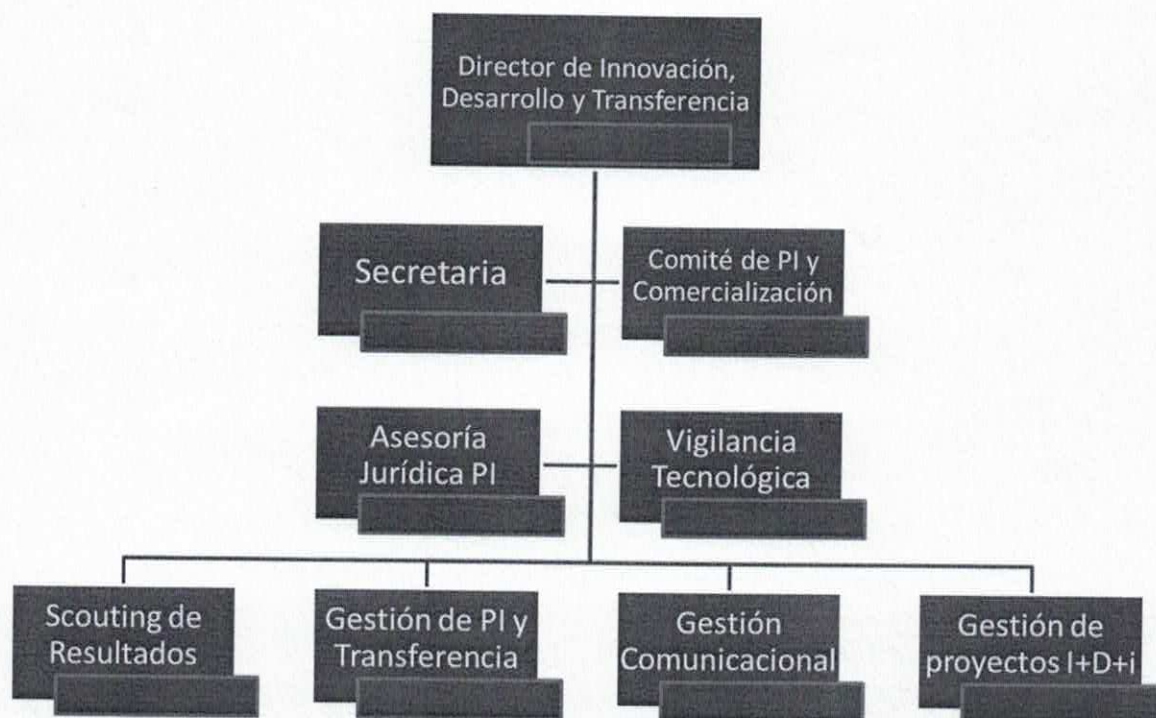 Director de Innovación,
Desarrollo y Transferencia
Secretaria
Comité de PI y
Comercialización
Asesoría
Jurídica PI
Vigilancia
Tecnológica
Scouting de
Resultados
Gestión de PI y
Transferencia
Gestión
Comunicacional
Gestión de
proyectos I+D+i